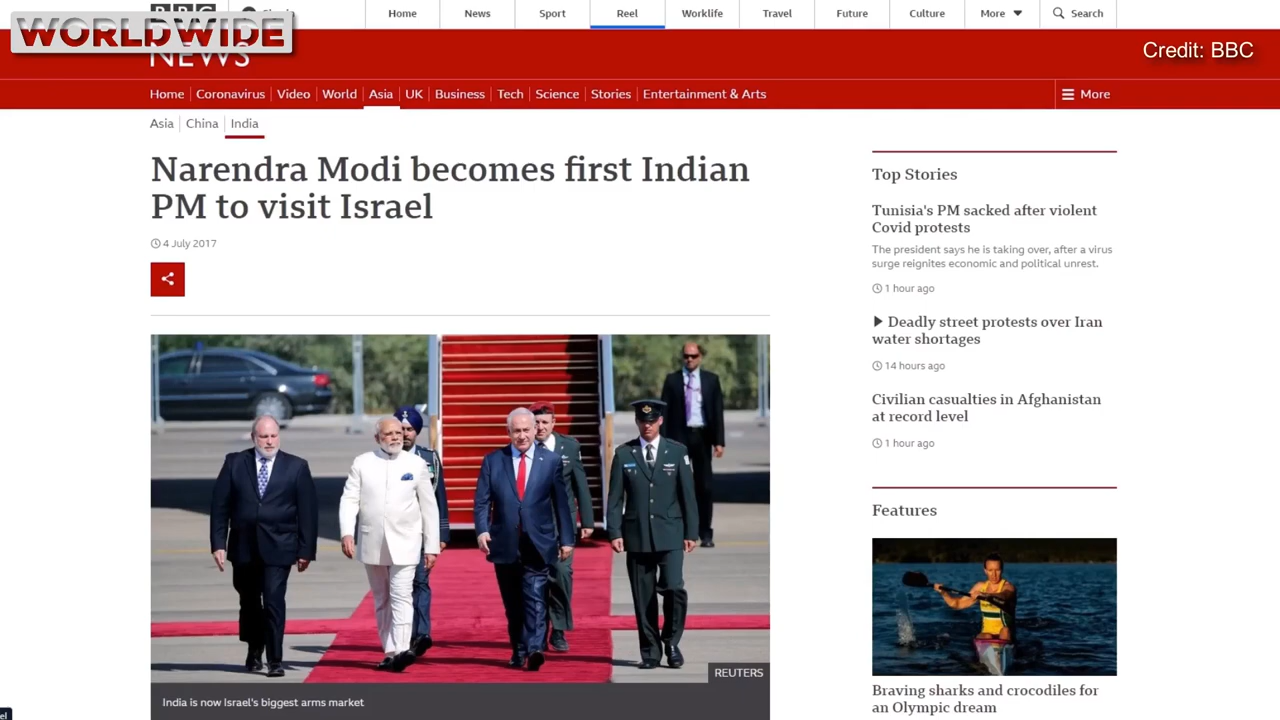 WORLDWIDE
BBC
Home
News
Sport
Reel
Worklife
Travel
Future
Culture
More
Search
NEWS
Credit: BBC
Home
Coronavirus
Video
World
Asia
UK
Business
Tech
Science
Stories
Entertainment & Arts
More
Asia
China
India
Narendra Modi becomes first Indian
PM to visit Israel
4 July 2017
REUTERS
India is now Israel's biggest arms market
Top Stories
Tunisia's PM sacked after violent
Covid protests
The president says he is taking over, after a virus
surge reignites economic and political unrest.
1 hour ago
Deadly street protests over Iran
water shortages
14 hours ago
Civilian casualties in Afghanistan
at record level
1 hour ago
Features
Braving sharks and crocodiles for
an Olympic dream